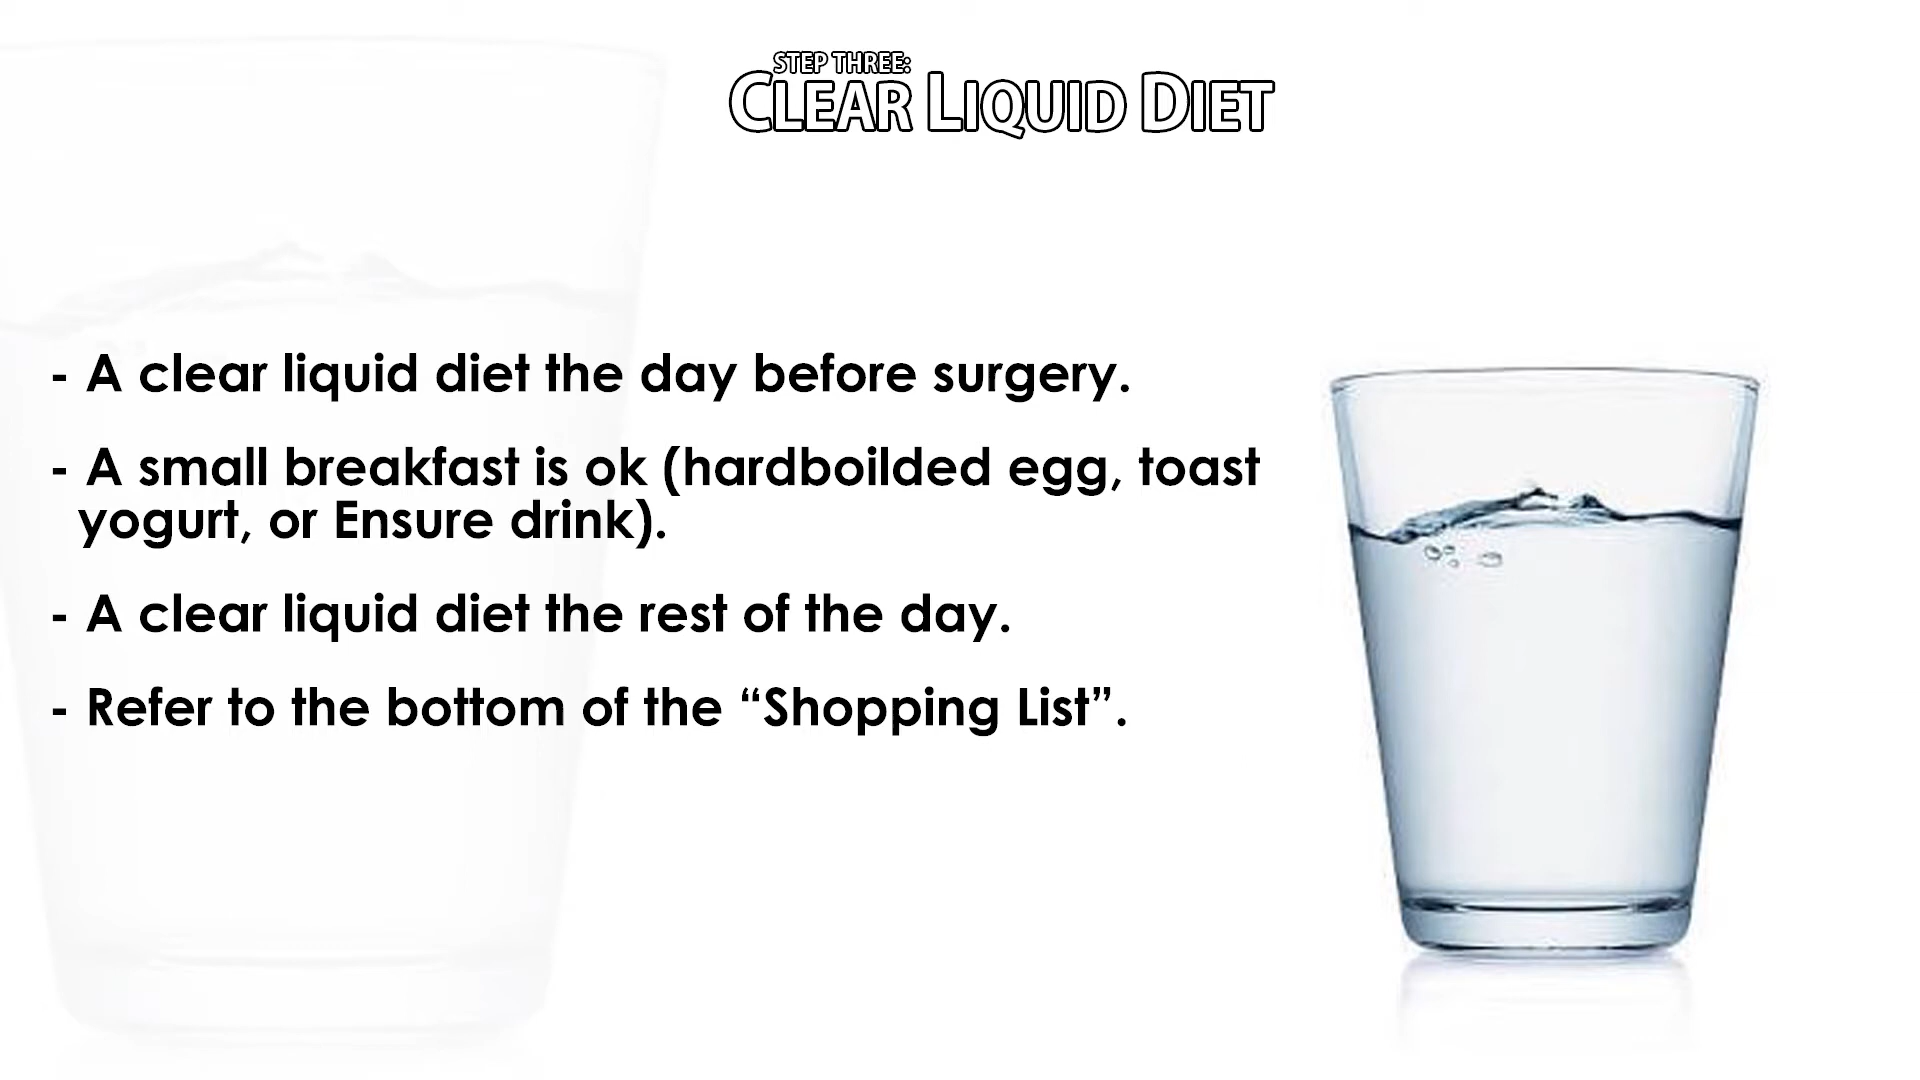 STEP THREE:
CLEAR LIQUID DIET
- A clear liquid diet the day before surgery.
- A small breakfast is ok (hardboilded egg, toast
yogurt, or Ensure drink).
- A clear liquid diet the rest of the day.
- Refer to the bottom of the “Shopping List”.